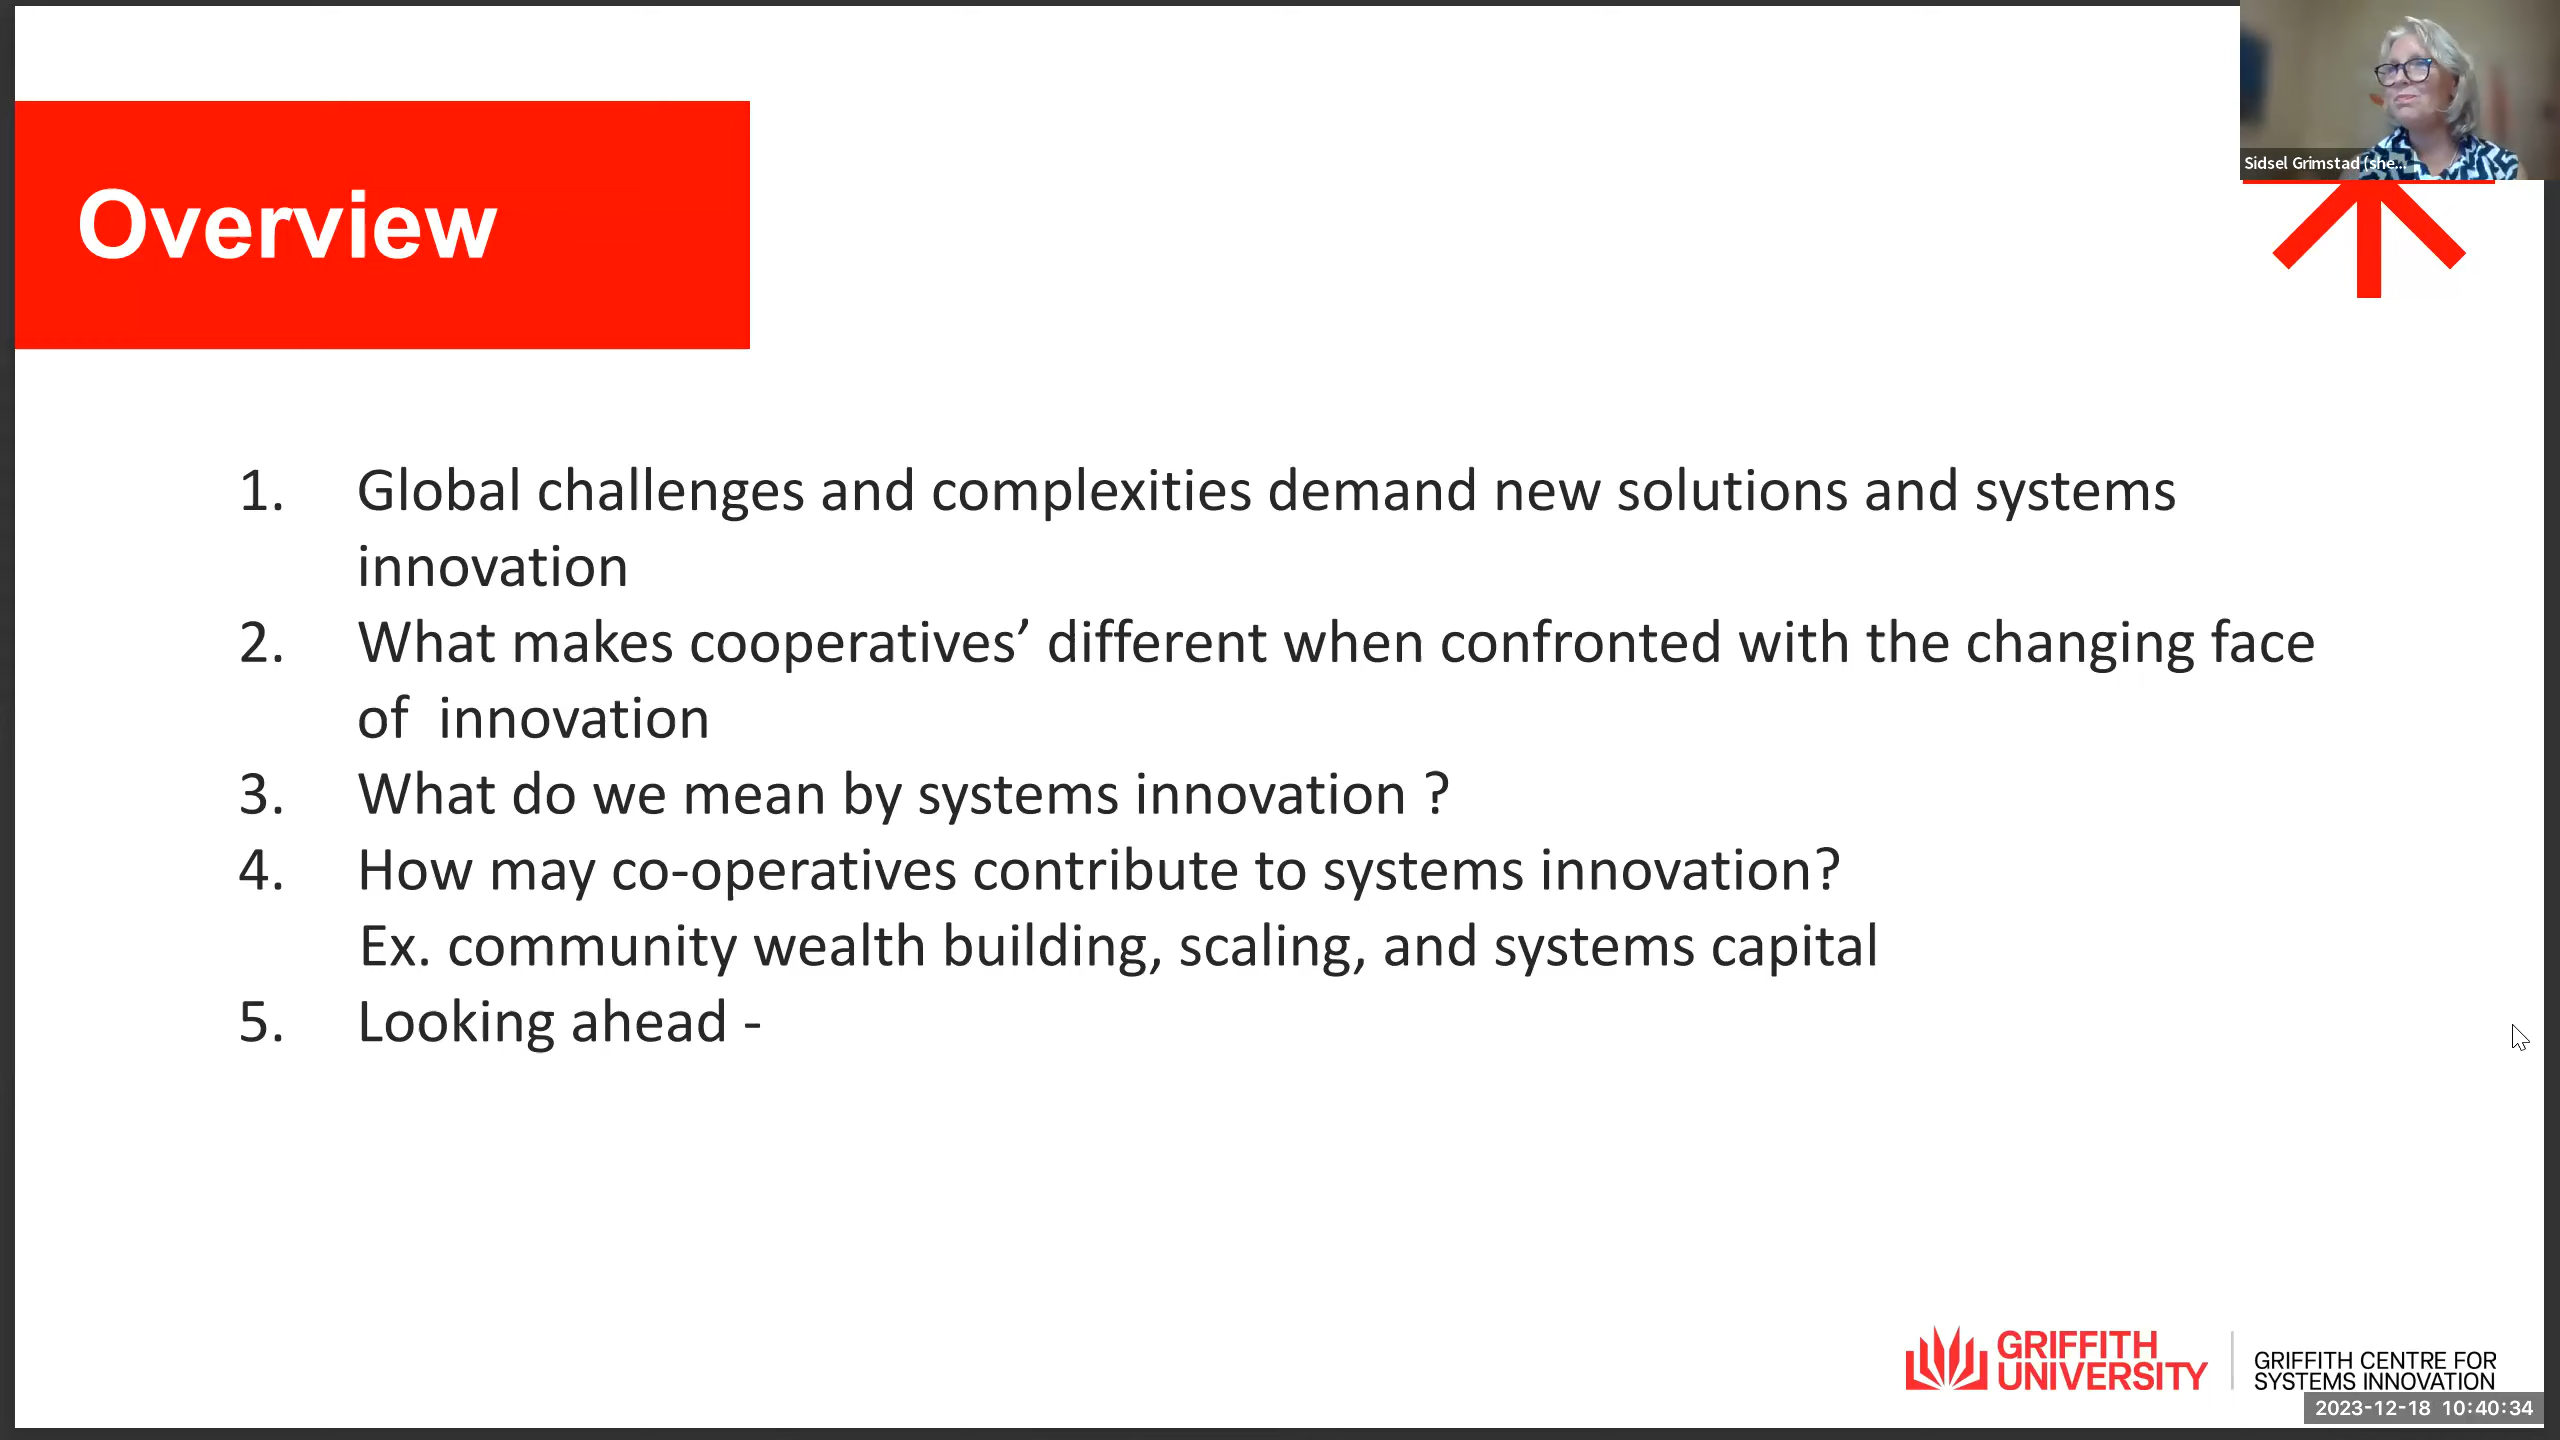 Sidsel Grimstad (she...
Overview
1. Global challenges and complexities demand new solutions and systems
innovation
2. What makes cooperatives’ different when confronted with the changing face
of  innovation
3. What do we mean by systems innovation ?
4. How may co-operatives contribute to systems innovation?
Ex. community wealth building, scaling, and systems capital
5. Looking ahead -
GRIFFITH
UNIVERSITY
GRIFFITH CENTRE FOR
SYSTEMS INNOVATION
2023-12-18 10:40:34